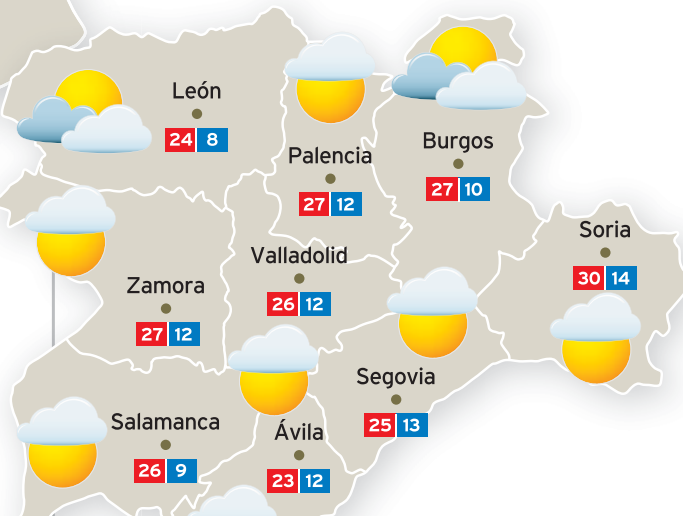 León
24 8
Palencia
27 12
Burgos
27 10
Soria
30 14
Valladolid
26 12
Zamora
27 12
Segovia
25 13
Salamanca
26 9
Ávila
23 12